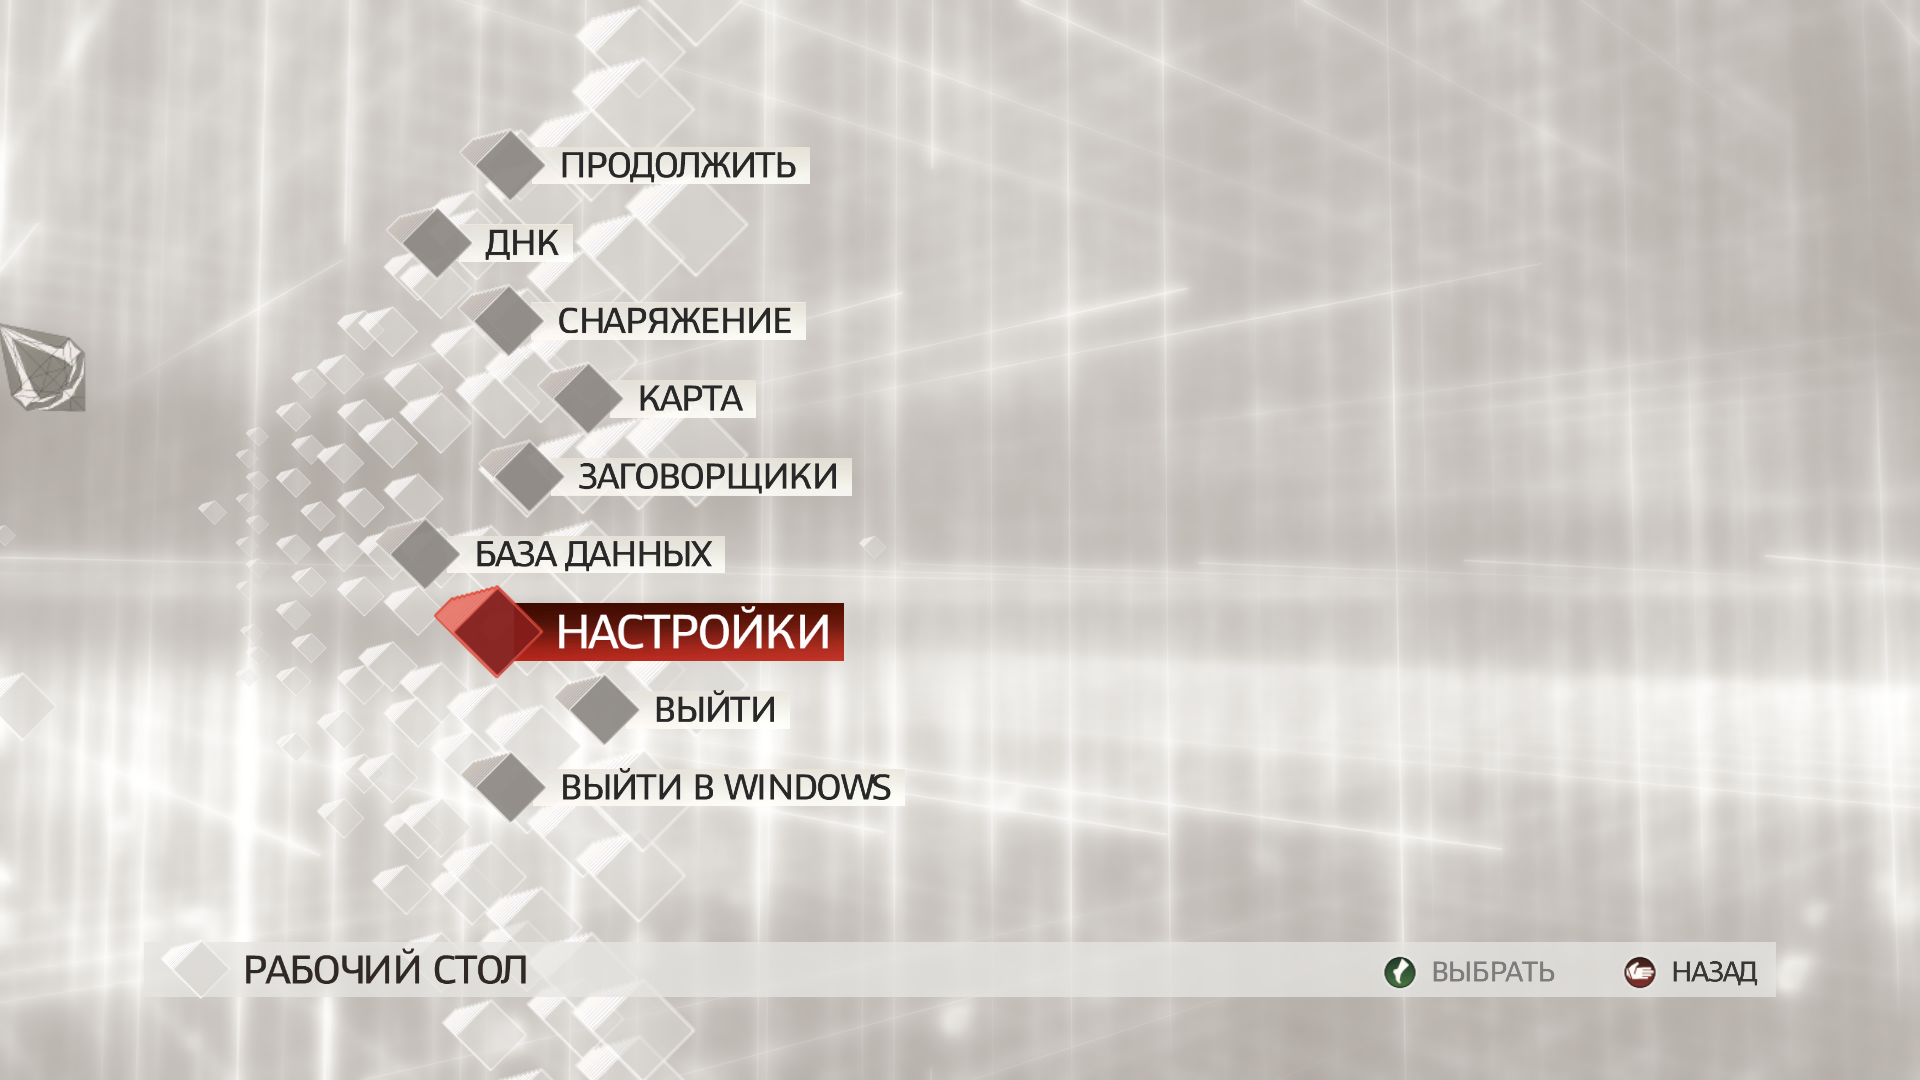 ПРОДОЛЖИТЬ
ДНК
СНАРЯЖЕНИЕ
КАРТА
ЗАГОВОРЩИКИ
БАЗА ДАННЫХ
НАСТРОЙКИ
ВЫЙТИ
ВЫЙТИ В WINDOWS
РАБОЧИЙ СТОЛ
ВЫБРАТЬ
НАЗАД